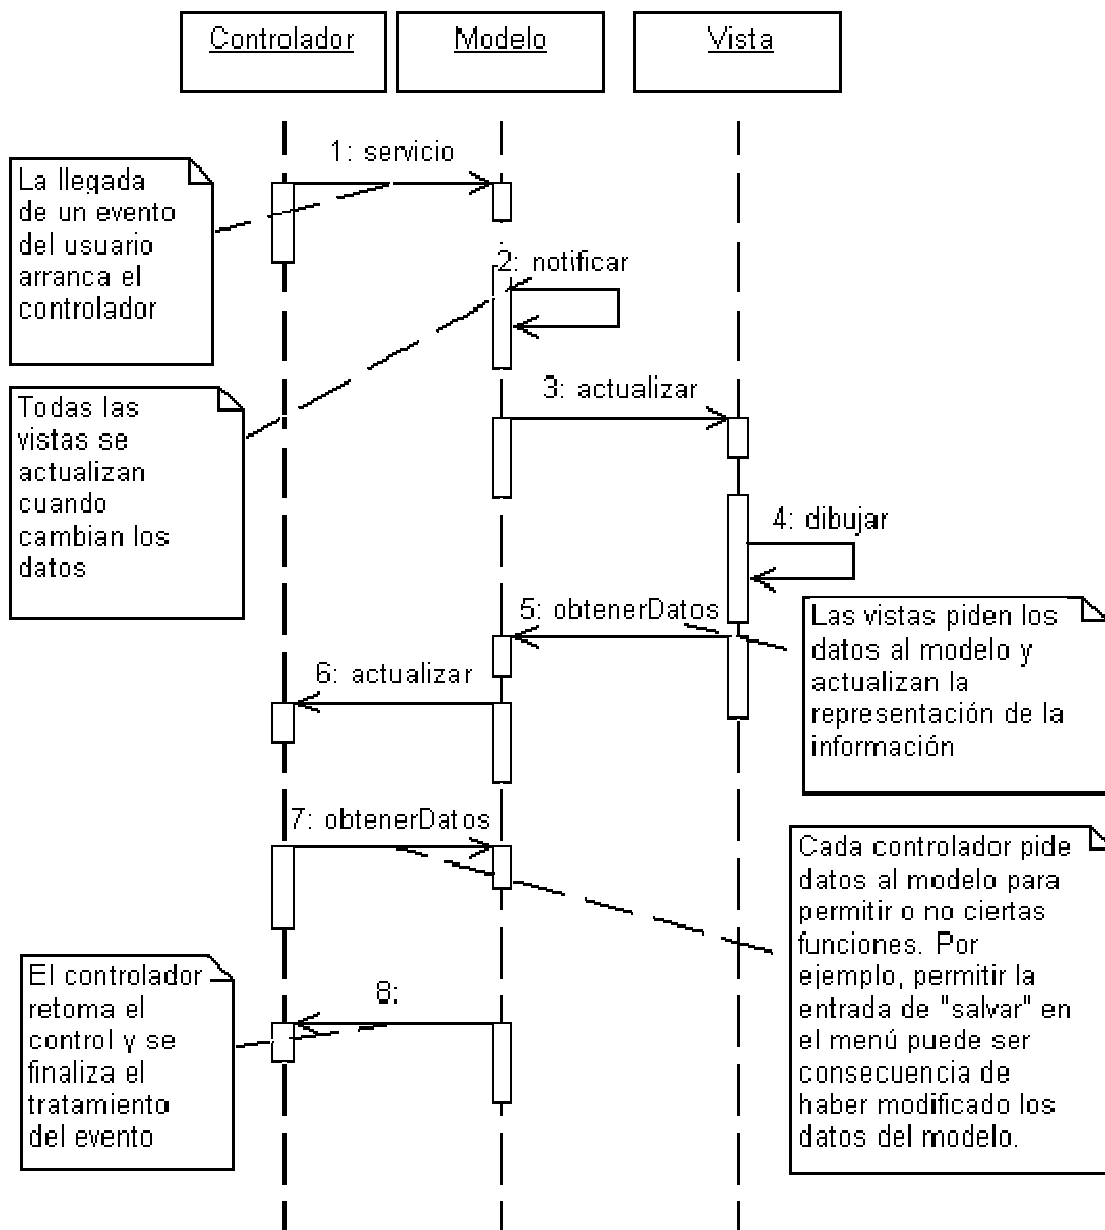 Controlador
Modelo
Vista
1: servicio
La llegada
de un evento
del usuario
arranca el
controlador
2: notificar
3: actualizar
Todas las
vistas se
actualizan
cuando
cambian los
datos
4: dibujar
5: obtenerDatos
Las vistas piden los
datos al modelo y
actualizan la
representación de la
información
6: actualizar
7: obtenerDatos
Cada controlador pide
datos al modelo para
permitir o no ciertas
funciones. Por
ejemplo, permitir la
entrada de "salvar" en
el menú puede ser
consecuencia de
haber modificado los
datos del modelo.
El controlador
retoma el
control y se
finaliza el
tratamiento
del evento
8: